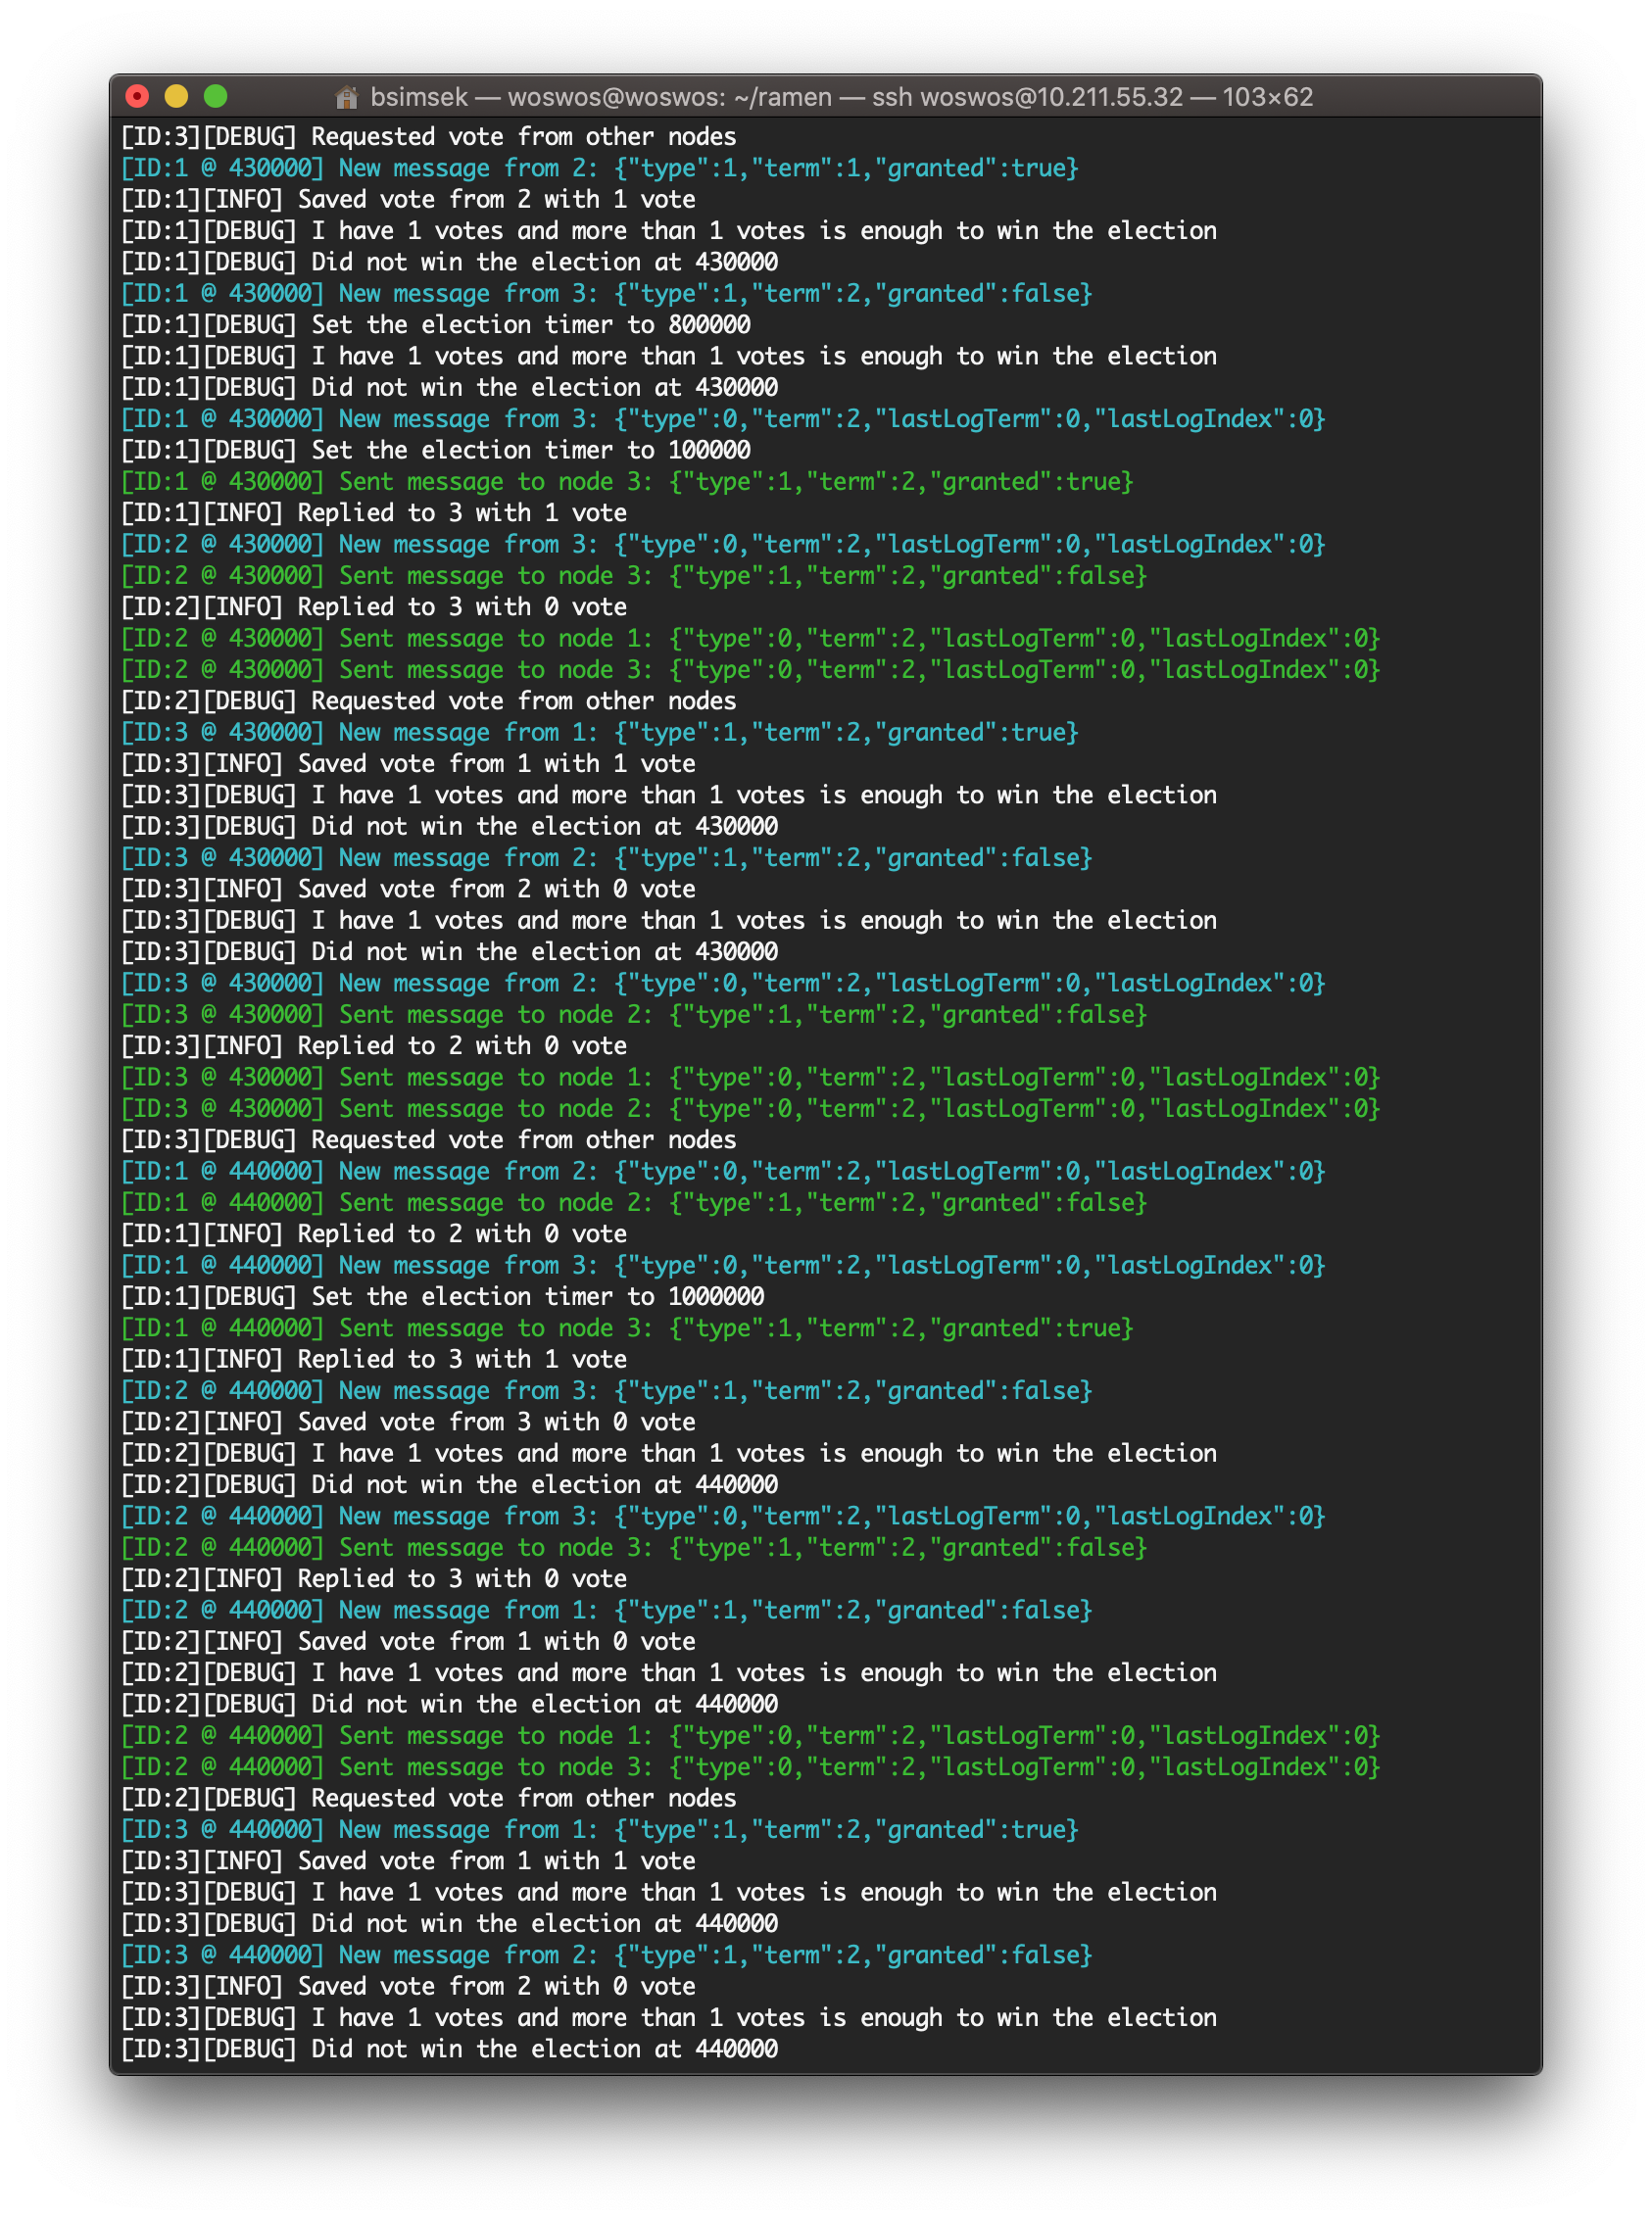 bsimsek — woswos@woswos: ~/ramen — ssh woswos@10.211.55.32 — 103×62
[ID:3][DEBUG] Requested vote from other nodes
[ID:1 @ 430000] New message from 2: {"type":1,"term":1,"granted":true}
[ID:1][INFO] Saved vote from 2 with 1 vote
[ID:1][DEBUG] I have 1 votes and more than 1 votes is enough to win the election
[ID:1][DEBUG] Did not win the election at 430000
[ID:1 @ 430000] New message from 3: {"type":1,"term":2,"granted":false}
[ID:1][DEBUG] Set the election timer to 800000
[ID:1][DEBUG] I have 1 votes and more than 1 votes is enough to win the election
[ID:1][DEBUG] Did not win the election at 430000
[ID:1 @ 430000] New message from 3: {"type":0,"term":2,"lastLogTerm":0,"lastLogIndex":0}
[ID:1][DEBUG] Set the election timer to 100000
[ID:1 @ 430000] Sent message to node 3: {"type":1,"term":2,"granted":true}
[ID:1][INFO] Replied to 3 with 1 vote
[ID:2 @ 430000] New message from 3: {"type":0,"term":2,"lastLogTerm":0,"lastLogIndex":0}
[ID:2 @ 430000] Sent message to node 3: {"type":1,"term":2,"granted":false}
[ID:2][INFO] Replied to 3 with 0 vote
[ID:2 @ 430000] Sent message to node 1: {"type":0,"term":2,"lastLogTerm":0,"lastLogIndex":0}
[ID:2 @ 430000] Sent message to node 3: {"type":0,"term":2,"lastLogTerm":0,"lastLogIndex":0}
[ID:2][DEBUG] Requested vote from other nodes
[ID:3 @ 430000] New message from 1: {"type":1,"term":2,"granted":true}
[ID:3][INFO] Saved vote from 1 with 1 vote
[ID:3][DEBUG] I have 1 votes and more than 1 votes is enough to win the election
[ID:3][DEBUG] Did not win the election at 430000
[ID:3 @ 430000] New message from 2: {"type":1,"term":2,"granted":false}
[ID:3][INFO] Saved vote from 2 with 0 vote
[ID:3][DEBUG] I have 1 votes and more than 1 votes is enough to win the election
[ID:3][DEBUG] Did not win the election at 430000
[ID:3 @ 430000] New message from 2: {"type":0,"term":2,"lastLogTerm":0,"lastLogIndex":0}
[ID:3 @ 430000] Sent message to node 2: {"type":1,"term":2,"granted":false}
[ID:3][INFO] Replied to 2 with 0 vote
[ID:3 @ 430000] Sent message to node 1: {"type":0,"term":2,"lastLogTerm":0,"lastLogIndex":0}
[ID:3 @ 430000] Sent message to node 2: {"type":0,"term":2,"lastLogTerm":0,"lastLogIndex":0}
[ID:3][DEBUG] Requested vote from other nodes
[ID:1 @ 440000] New message from 2: {"type":0,"term":2,"lastLogTerm":0,"lastLogIndex":0}
[ID:1 @ 440000] Sent message to node 2: {"type":1,"term":2,"granted":false}
[ID:1][INFO] Replied to 2 with 0 vote
[ID:1 @ 440000] New message from 3: {"type":0,"term":2,"lastLogTerm":0,"lastLogIndex":0}
[ID:1][DEBUG] Set the election timer to 1000000
[ID:1 @ 440000] Sent message to node 3: {"type":1,"term":2,"granted":true}
[ID:1][INFO] Replied to 3 with 1 vote
[ID:2 @ 440000] New message from 3: {"type":1,"term":2,"granted":false}
[ID:2][INFO] Saved vote from 3 with 0 vote
[ID:2][DEBUG] I have 1 votes and more than 1 votes is enough to win the election
[ID:2][DEBUG] Did not win the election at 440000
[ID:2 @ 440000] New message from 3: {"type":0,"term":2,"lastLogTerm":0,"lastLogIndex":0}
[ID:2 @ 440000] Sent message to node 3: {"type":1,"term":2,"granted":false}
[ID:2][INFO] Replied to 3 with 0 vote
[ID:2 @ 440000] New message from 1: {"type":1,"term":2,"granted":false}
[ID:2][INFO] Saved vote from 1 with 0 vote
[ID:2][DEBUG] I have 1 votes and more than 1 votes is enough to win the election
[ID:2][DEBUG] Did not win the election at 440000
[ID:2 @ 440000] Sent message to node 1: {"type":0,"term":2,"lastLogTerm":0,"lastLogIndex":0}
[ID:2 @ 440000] Sent message to node 3: {"type":0,"term":2,"lastLogTerm":0,"lastLogIndex":0}
[ID:2][DEBUG] Requested vote from other nodes
[ID:3 @ 440000] New message from 1: {"type":1,"term":2,"granted":true}
[ID:3][INFO] Saved vote from 1 with 1 vote
[ID:3][DEBUG] I have 1 votes and more than 1 votes is enough to win the election
[ID:3][DEBUG] Did not win the election at 440000
[ID:3 @ 440000] New message from 2: {"type":1,"term":2,"granted":false}
[ID:3][INFO] Saved vote from 2 with 0 vote
[ID:3][DEBUG] I have 1 votes and more than 1 votes is enough to win the election
[ID:3][DEBUG] Did not win the election at 440000